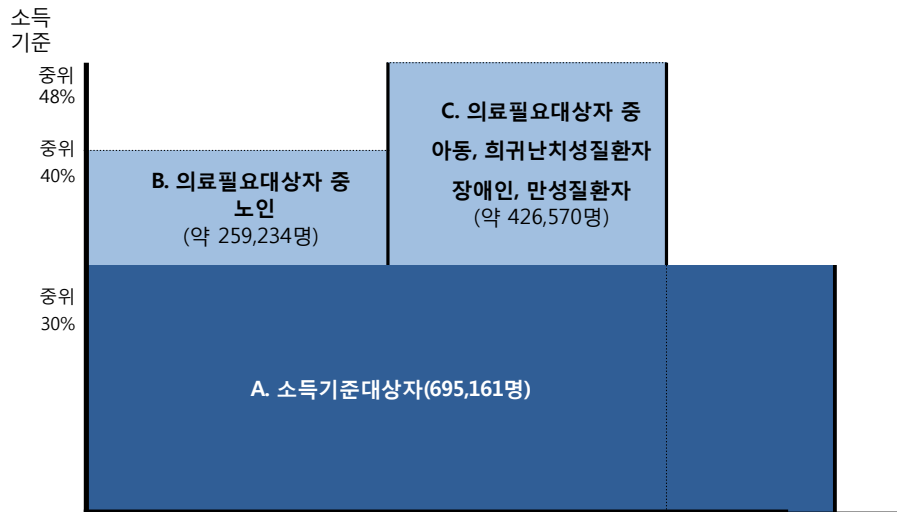 소득
기준
중위
48%
중위
40%
B. 의료필요대상자 중
노인
(약 259,234명)
C. 의료필요대상자 중
아동, 희귀난치성질환자
장애인, 만성질환자
(약 426,570명)
중위
30%
A. 소득기준대상자(695,161명)